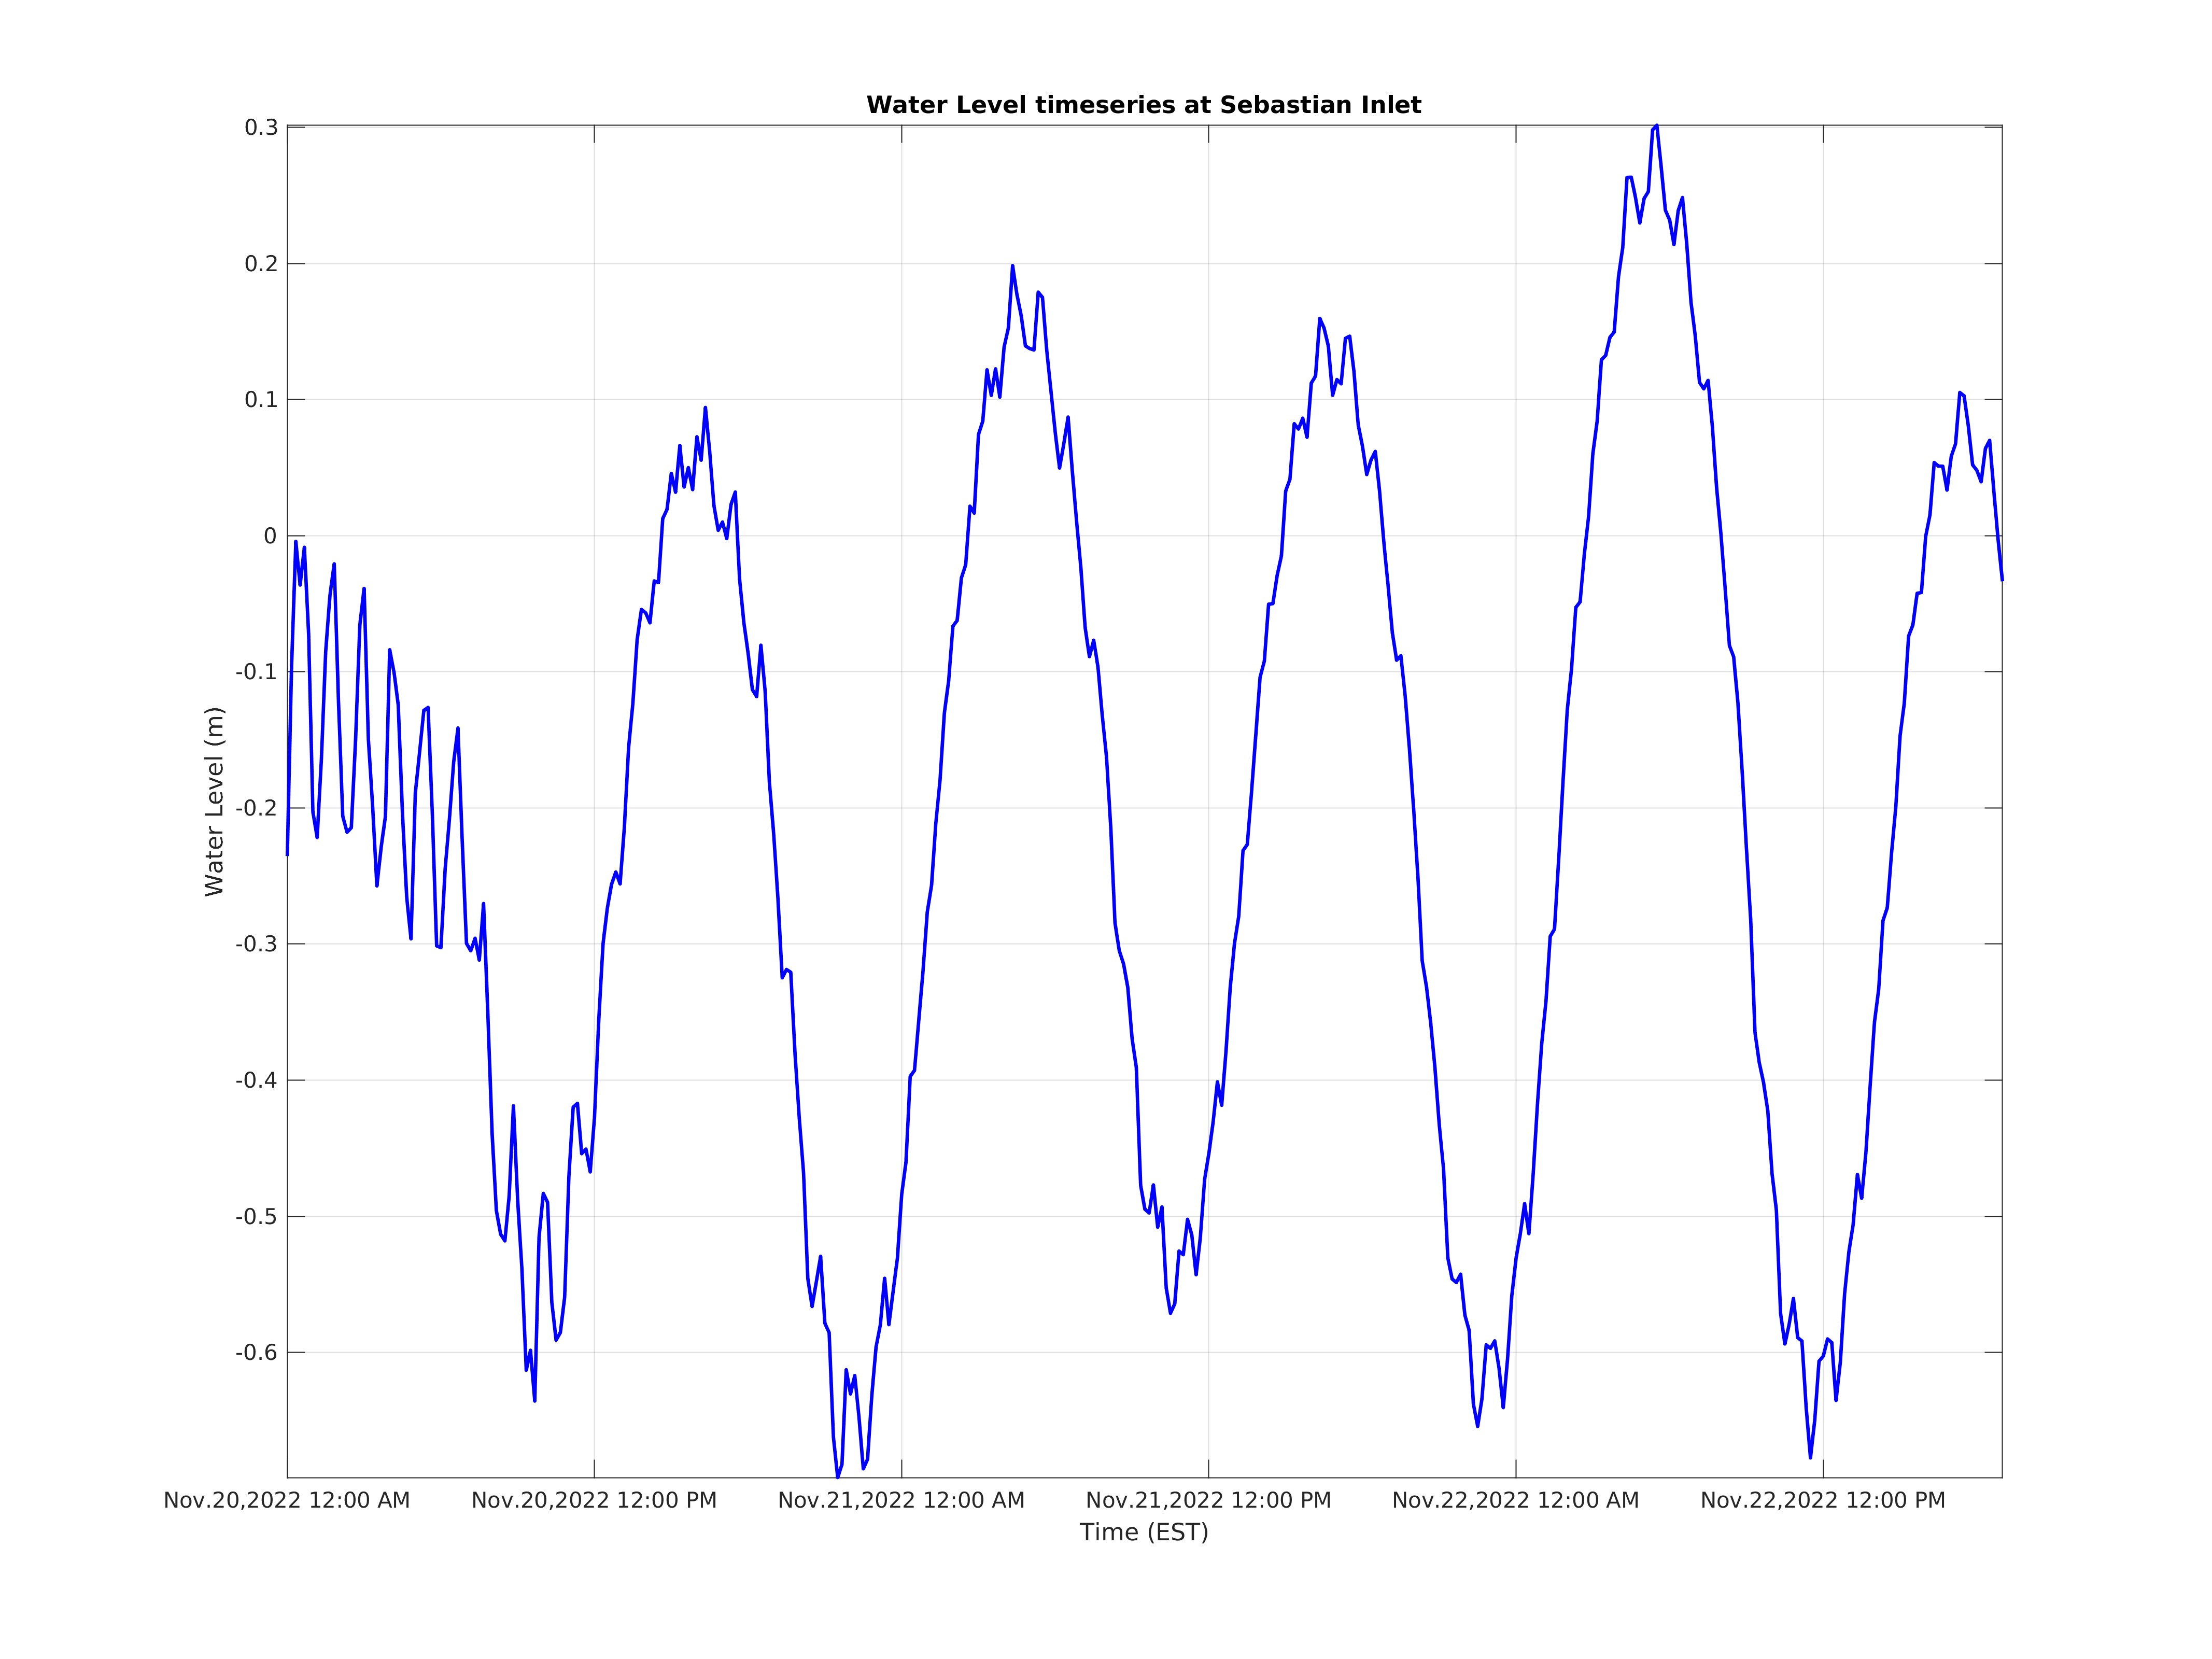 Water Level timeseries at Sebastian Inlet
0.3
0.2
0.1
0
-0.1
-0.2
-0.3
-0.4
-0.5
-0.6
Water Level (m)
Nov.20,2022 12:00 AM Nov.20,2022 12:00 PM Nov.21,2022 12:00 AM Nov.21,2022 12:00 PM Nov.22,2022 12:00 AM Nov.22,2022 12:00 PM
Time (EST)